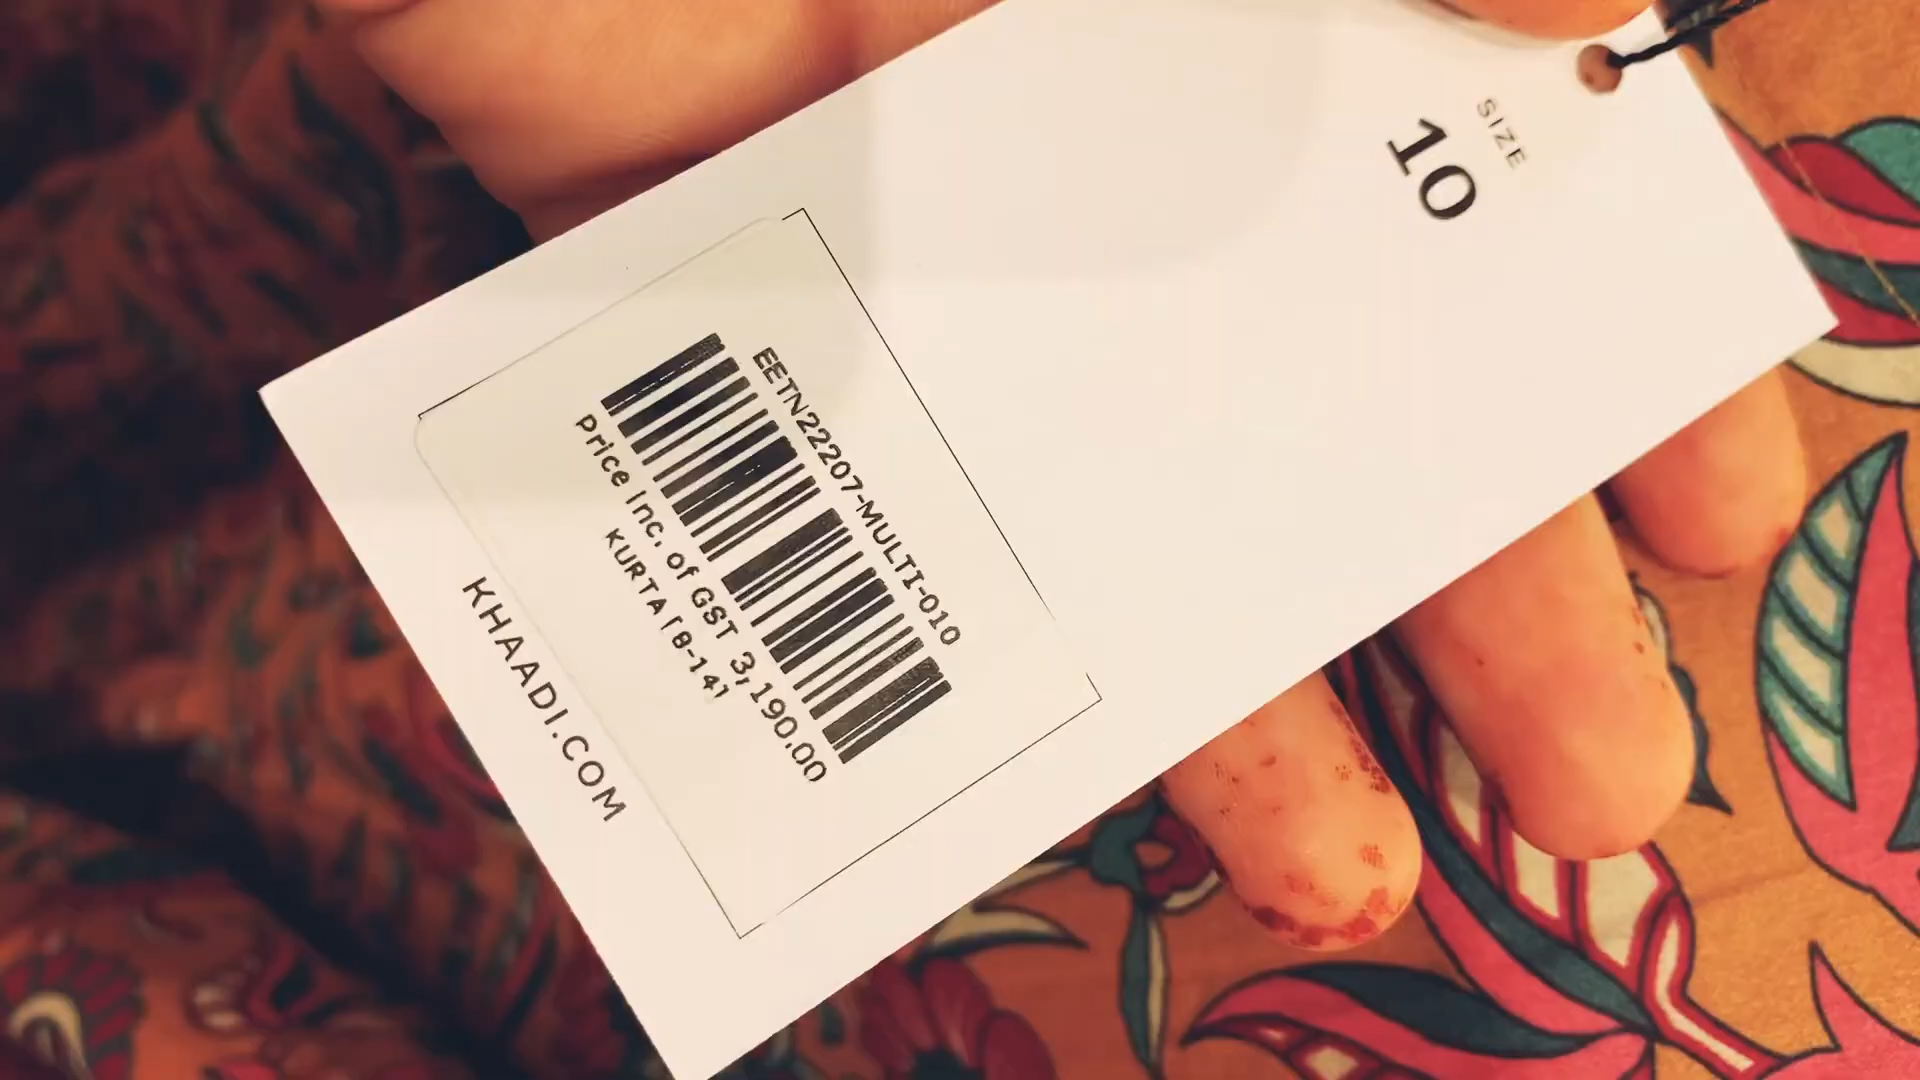 SIZE
10
EETN22207-MULTI-010
Price Inc. of GST 3,190.00
KURTA [8-14]
KHAADI.COM